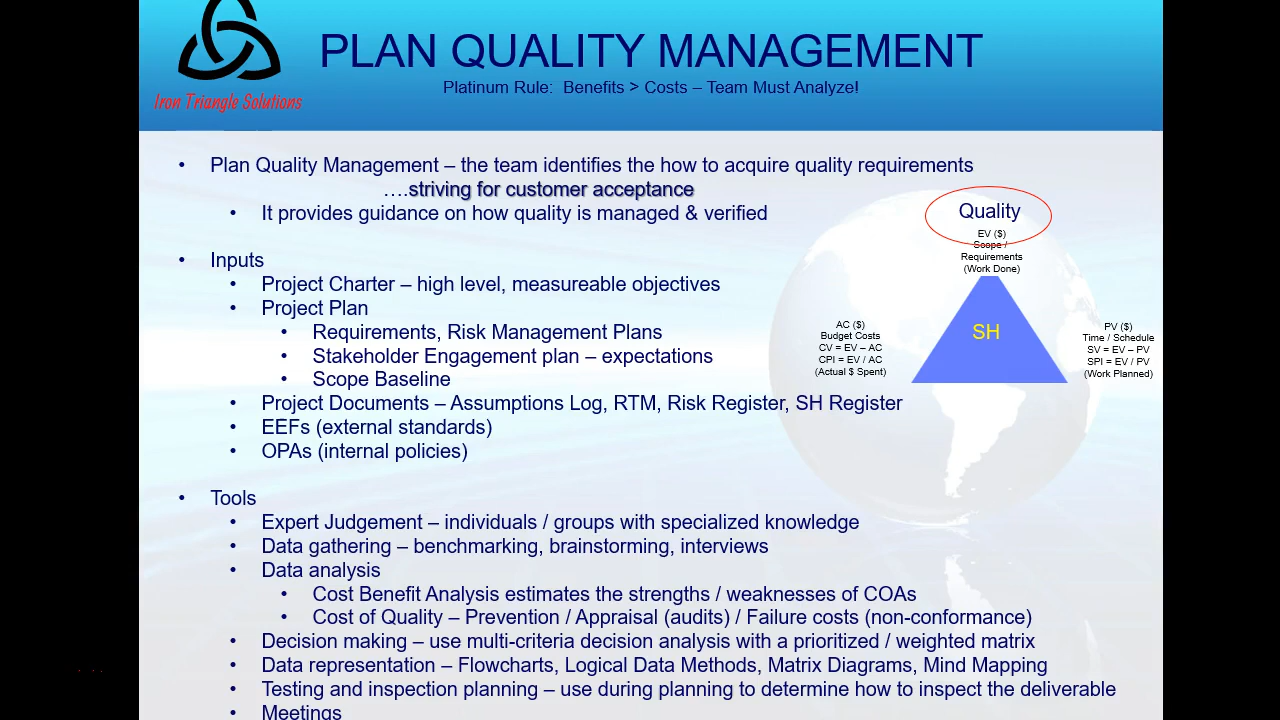 PLAN QUALITY MANAGEMENT
Platinum Rule:  Benefits > Costs – Team Must Analyze!
Iron Triangle Solutions
• Plan Quality Management – the team identifies the how to acquire quality requirements
….striving for customer acceptance
• It provides guidance on how quality is managed & verified
• Inputs
• Project Charter – high level, measureable objectives
• Project Plan
• Requirements, Risk Management Plans
• Stakeholder Engagement plan – expectations
• Scope Baseline
• Project Documents – Assumptions Log, RTM, Risk Register, SH Register
• EEFs (external standards)
• OPAs (internal policies)
• Tools
• Expert Judgement – individuals / groups with specialized knowledge
• Data gathering – benchmarking, brainstorming, interviews
• Data analysis
• Cost Benefit Analysis estimates the strengths / weaknesses of COAs
• Cost of Quality – Prevention / Appraisal (audits) / Failure costs (non-conformance)
• Decision making – use multi-criteria decision analysis with a prioritized / weighted matrix
• Data representation – Flowcharts, Logical Data Methods, Matrix Diagrams, Mind Mapping
• Testing and inspection planning – use during planning to determine how to inspect the deliverable
• Meetings
Quality
EV ($)
Scope /
Requirements
(Work Done)
SH
AC ($)
Budget Costs
CV = EV – AC
CPI = EV / AC
(Actual $ Spent)
PV ($)
Time / Schedule
SV = EV – PV
SPI = EV / PV
(Work Planned)